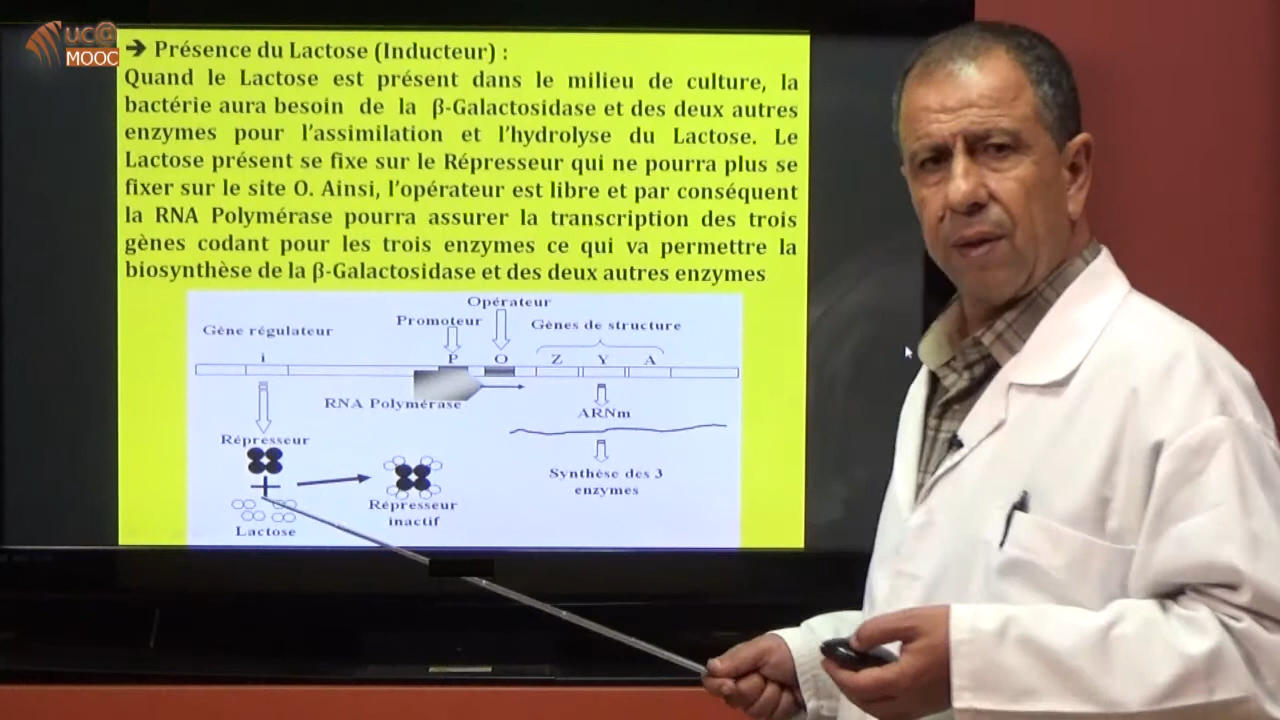 UC@
MOOC
➔ Présence du Lactose (Inducteur) :
Quand le Lactose est présent dans le milieu de culture, la
bactérie aura besoin de la β-Galactosidase et des deux autres
enzymes pour l'assimilation et l'hydrolyse du Lactose. Le
Lactose présent se fixe sur le Répresseur qui ne pourra plus se
fixer sur le site O. Ainsi, l'opérateur est libre et par conséquent
la RNA Polymérase pourra assurer la transcription des trois
gènes codant pour les trois enzymes ce qui va permettre la
biosynthèse de la β-Galactosidase et des deux autres enzymes
Opérateur
Promoteur
Gènes de structure
Gène régulateur
i
P
O
Z
Y
A
RNA Polymérase
ARNm
Répresseur
+
Synthèse des 3
enzymes
Répresseur
inactif
Lactose